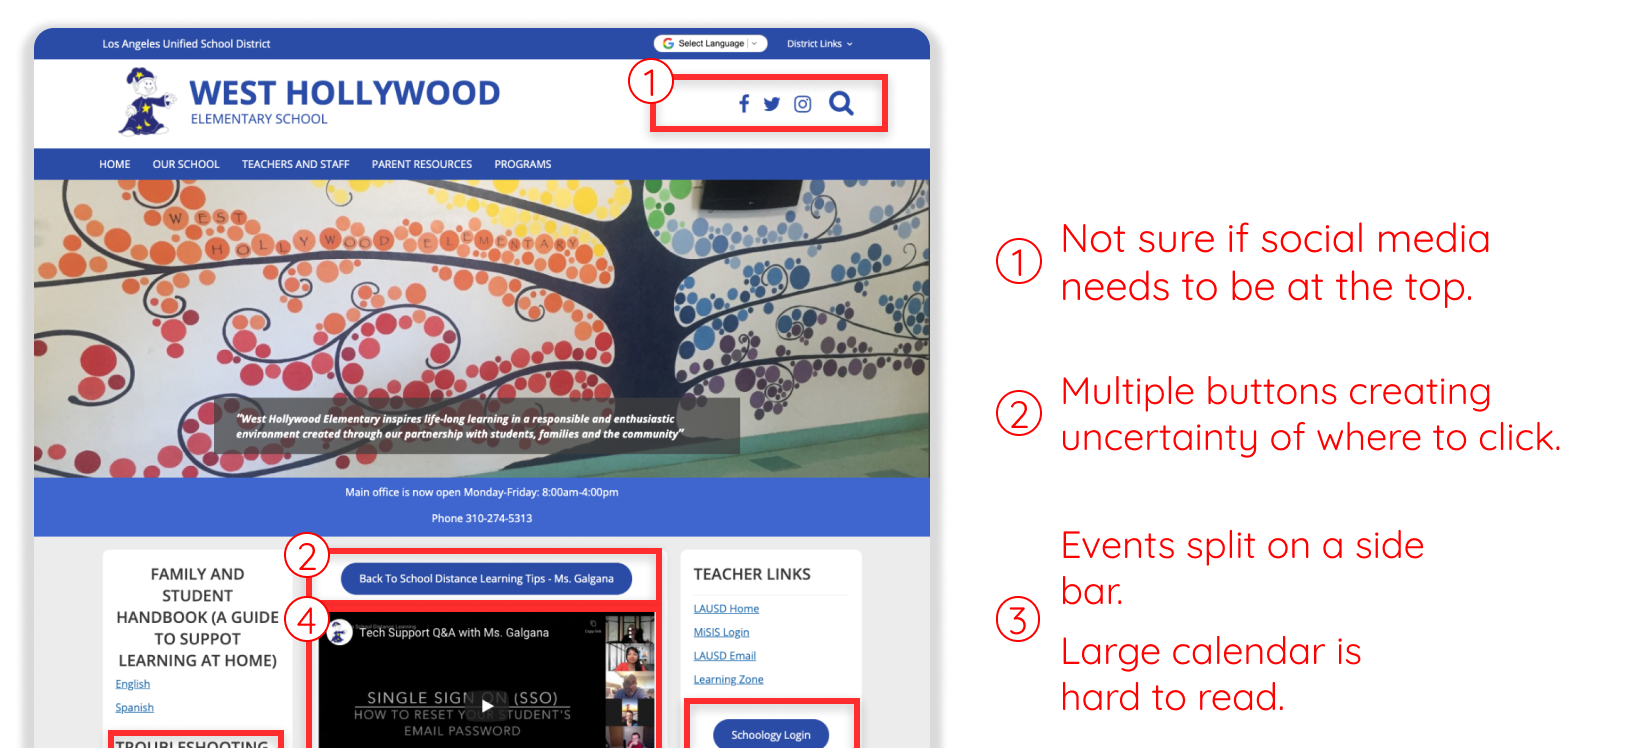 Los Angeles Unified School District
Select Language
District Links
WEST HOLLYWOOD
ELEMENTARY SCHOOL
1
HOME OUR SCHOOL TEACHERS AND STAFF PARENT RESOURCES PROGRAMS
WEST
HOLLYWOOD ELEMENTARY
"West Hollywood Elementary inspires life-long learning in a responsible and enthusiastic
environment created through our partnership with students, families and the community"
Main office is now open Monday-Friday: 8:00am-4:00pm
Phone 310-274-5313
FAMILY AND
STUDENT
HANDBOOK (A GUIDE
TO SUPPOT
LEARNING AT HOME)
English
Spanish
TROUBLESHOOTING
2
Back To School Distance Learning Tips - Ms. Galgana
4
School Distance Learning
Tech Support Q&A with Ms. Galgana
Copy link
SINGLE SIGN ON (SSO)
HOW TO RESET YOUR STUDENT'S
EMAIL PASSWORD
TEACHER LINKS
LAUSD Home
MiSIS Login
LAUSD Email
Learning Zone
Schoology Login
1 Not sure if social media
needs to be at the top.
2 Multiple buttons creating
uncertainty of where to click.
3 Events split on a side
bar.
Large calendar is
hard to read.